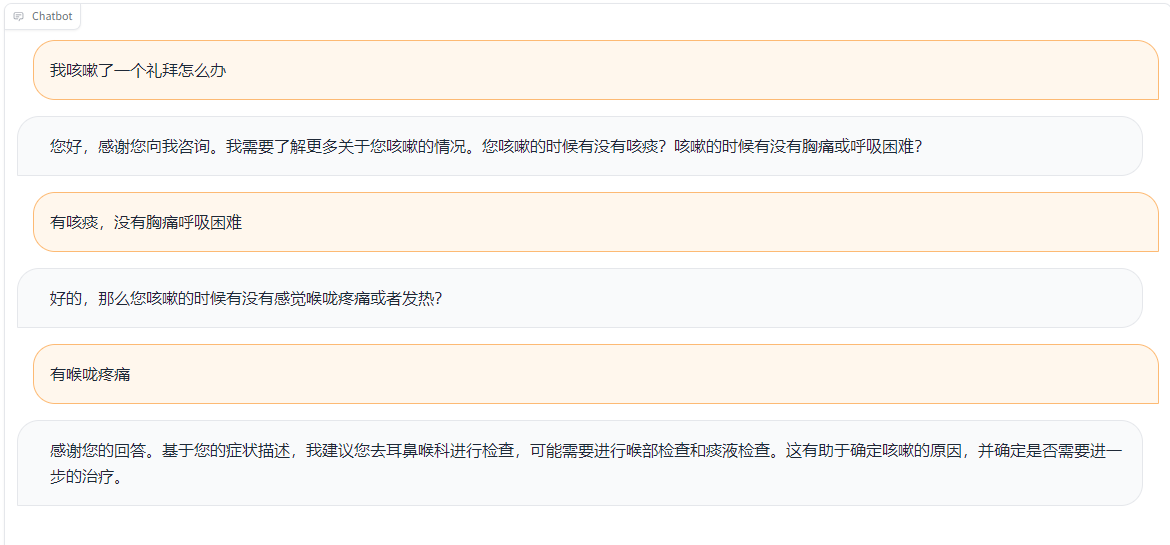 Chatbot
我咳嗽了一个礼拜怎么办
您好，感谢您向我咨询。我需要了解更多关于您咳嗽的情况。您咳嗽的时候有没有咳痰？咳嗽的时候有没有胸痛或呼吸困难？
有咳痰，没有胸痛呼吸困难
好的，那么您咳嗽的时候有没有感觉喉咙疼痛或者发热？
有喉咙疼痛
感谢您的回答。基于您的症状描述，我建议您去耳鼻喉科进行检查，可能需要进行喉部检查和痰液检查。这有助于确定咳嗽的原因，并确定是否需要进一
步的治疗。